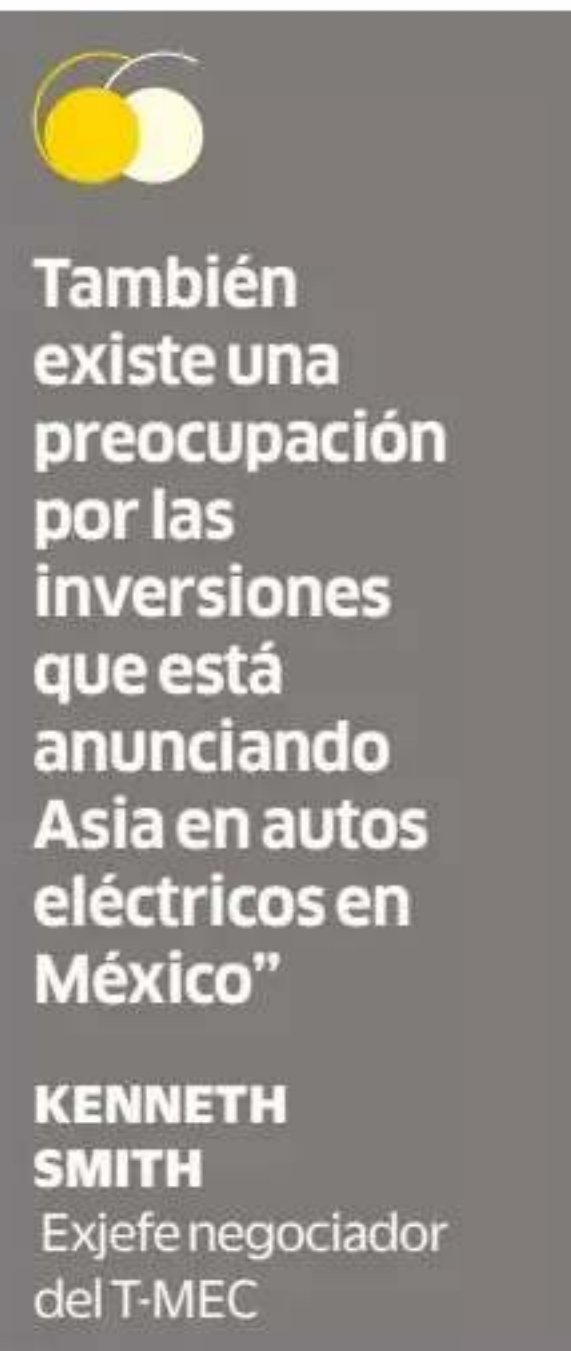 También
existe una
preocupación
por las
inversiones
que está
anunciando
Asia en autos
eléctricos en
México”
KENNETH
SMITH
Exjefe negociador
del T-MEC